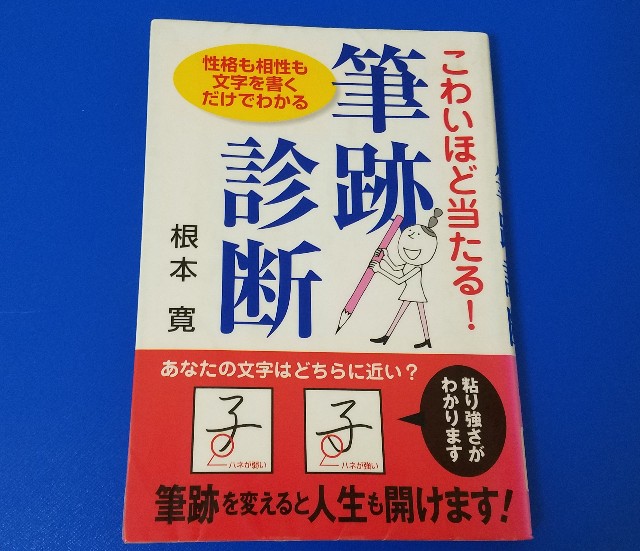 こわいほど当たる!
筆跡
診断
性格も相性も
文字を書く
だけでわかる
根本 寛
あなたの文字はどちらに近い?
子
ハネが弱い
子
ハネが強い
粘り強さが
わかります
筆跡を変えると人生も開けます!